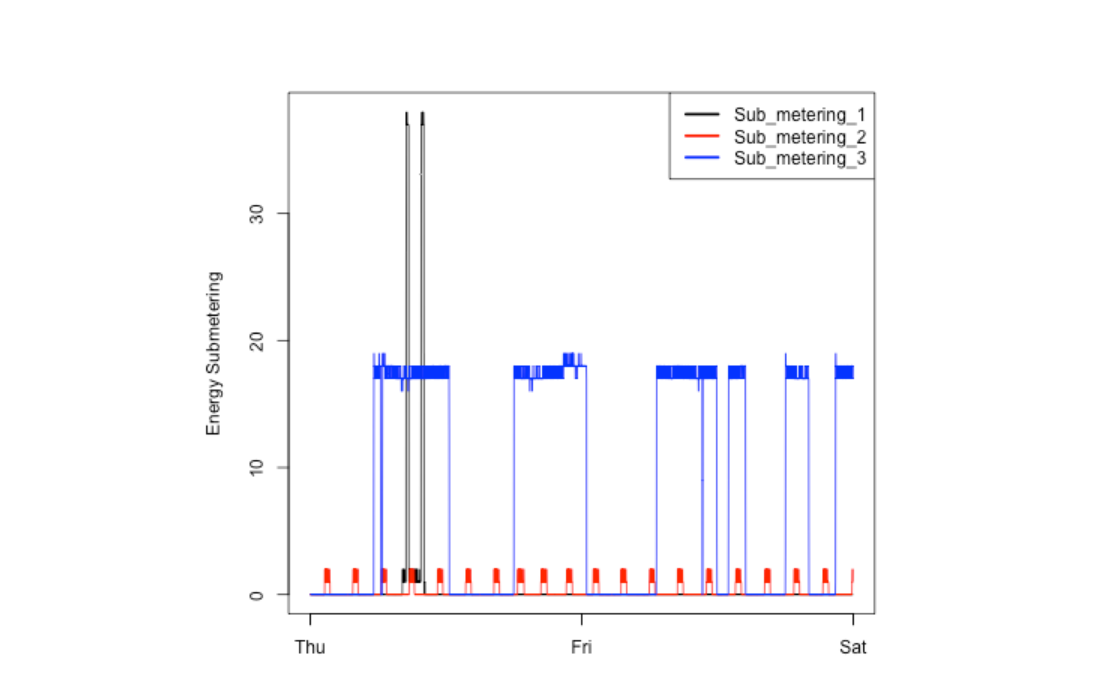 Sub_metering_1
Sub_metering_2
Sub_metering_3
30
20
10
0
Energy Submetering
Thu Fri Sat